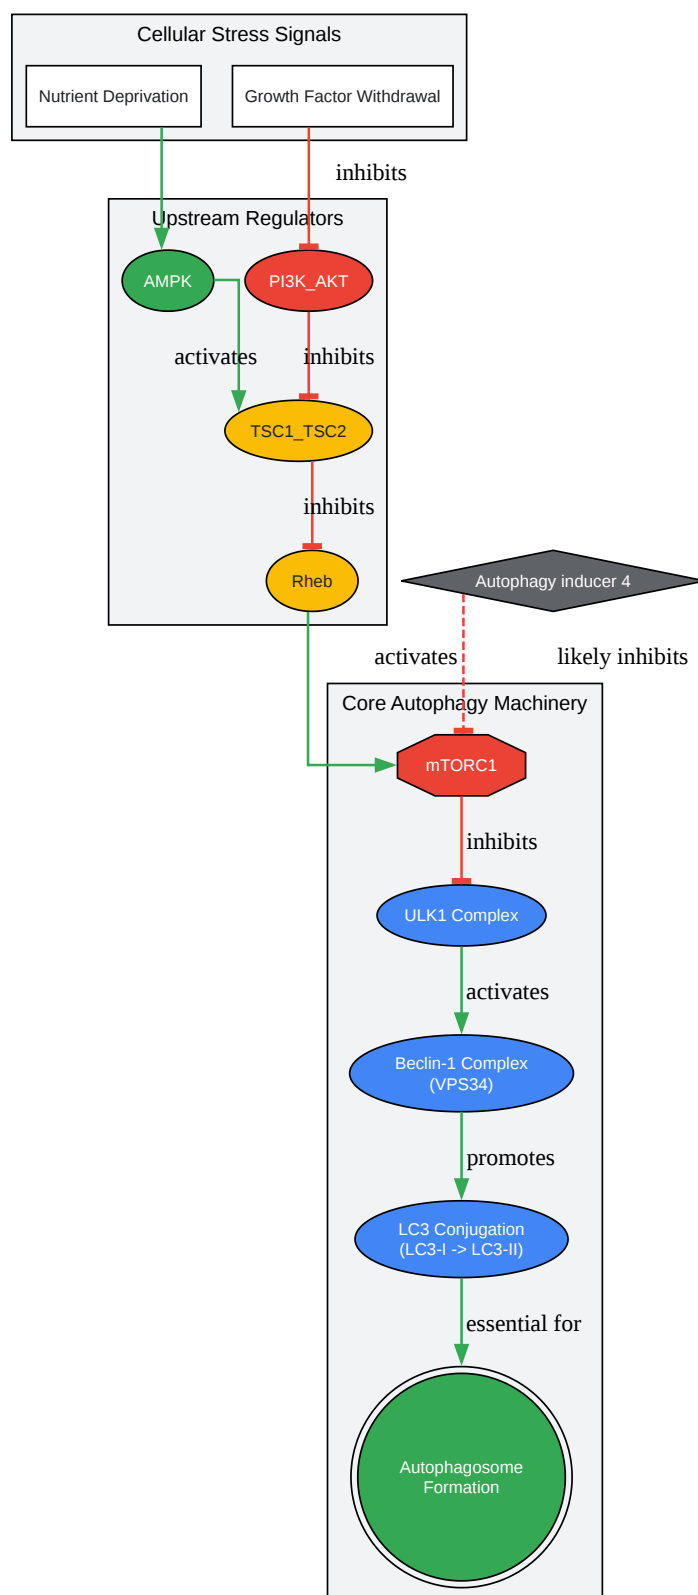 Cellular Stress Signals
Nutrient Deprivation
Growth Factor Withdrawal
inhibits
Upstream Regulators
AMPK
PI3K_AKT
activates
inhibits
TSC1_TSC2
inhibits
Rheb
Autophagy inducer 4
activates
likely inhibits
Core Autophagy Machinery
mTORC1
inhibits
ULK1 Complex
activates
Beclin-1 Complex
(VPS34)
promotes
LC3 Conjugation
(LC3-I -> LC3-II)
essential for
Autophagosome
Formation